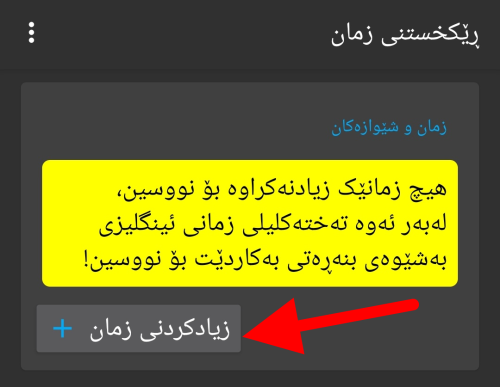 ڕێکخستنی زمان
زمان و شێوازەکان
هیچ زمانێک زیادنەکراوە بۆ نووسین،
لەبەر ئەوە تەختەکلیلی زمانی ئینگلیزی
بەشێوەی بنەڕەتی بەکاردێت بۆ نووسین!
زیادکردنی زمان +